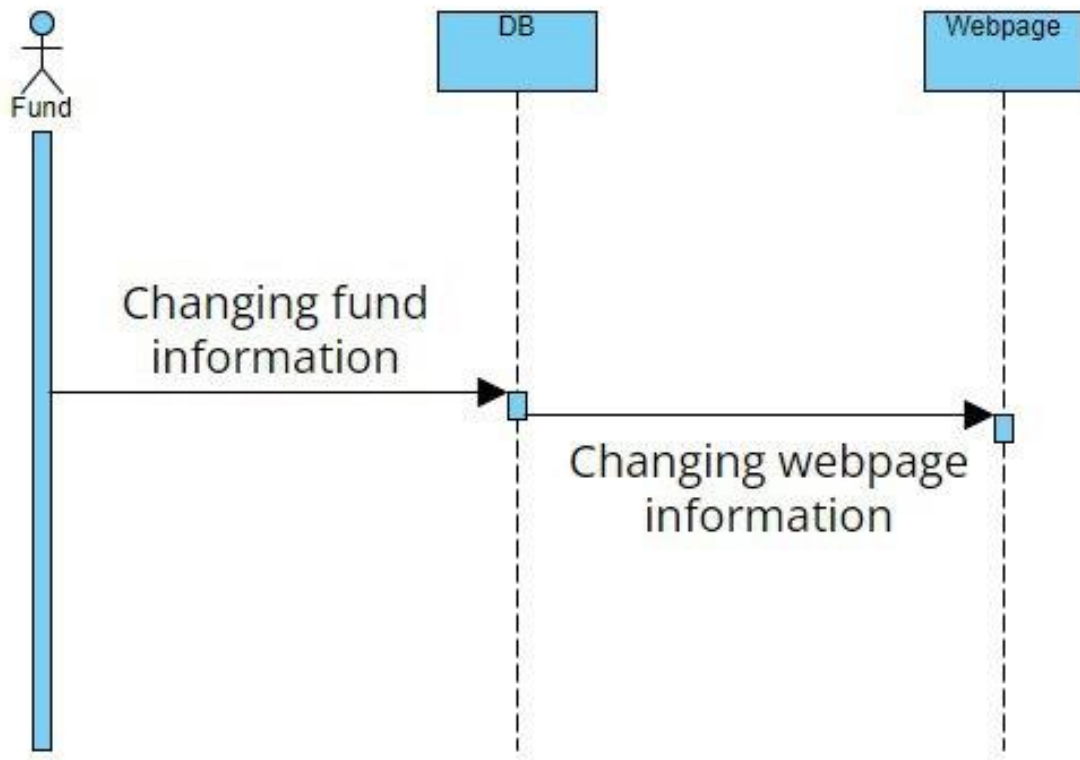 DB
Webpage
Fund
Changing fund
information
Changing webpage
information